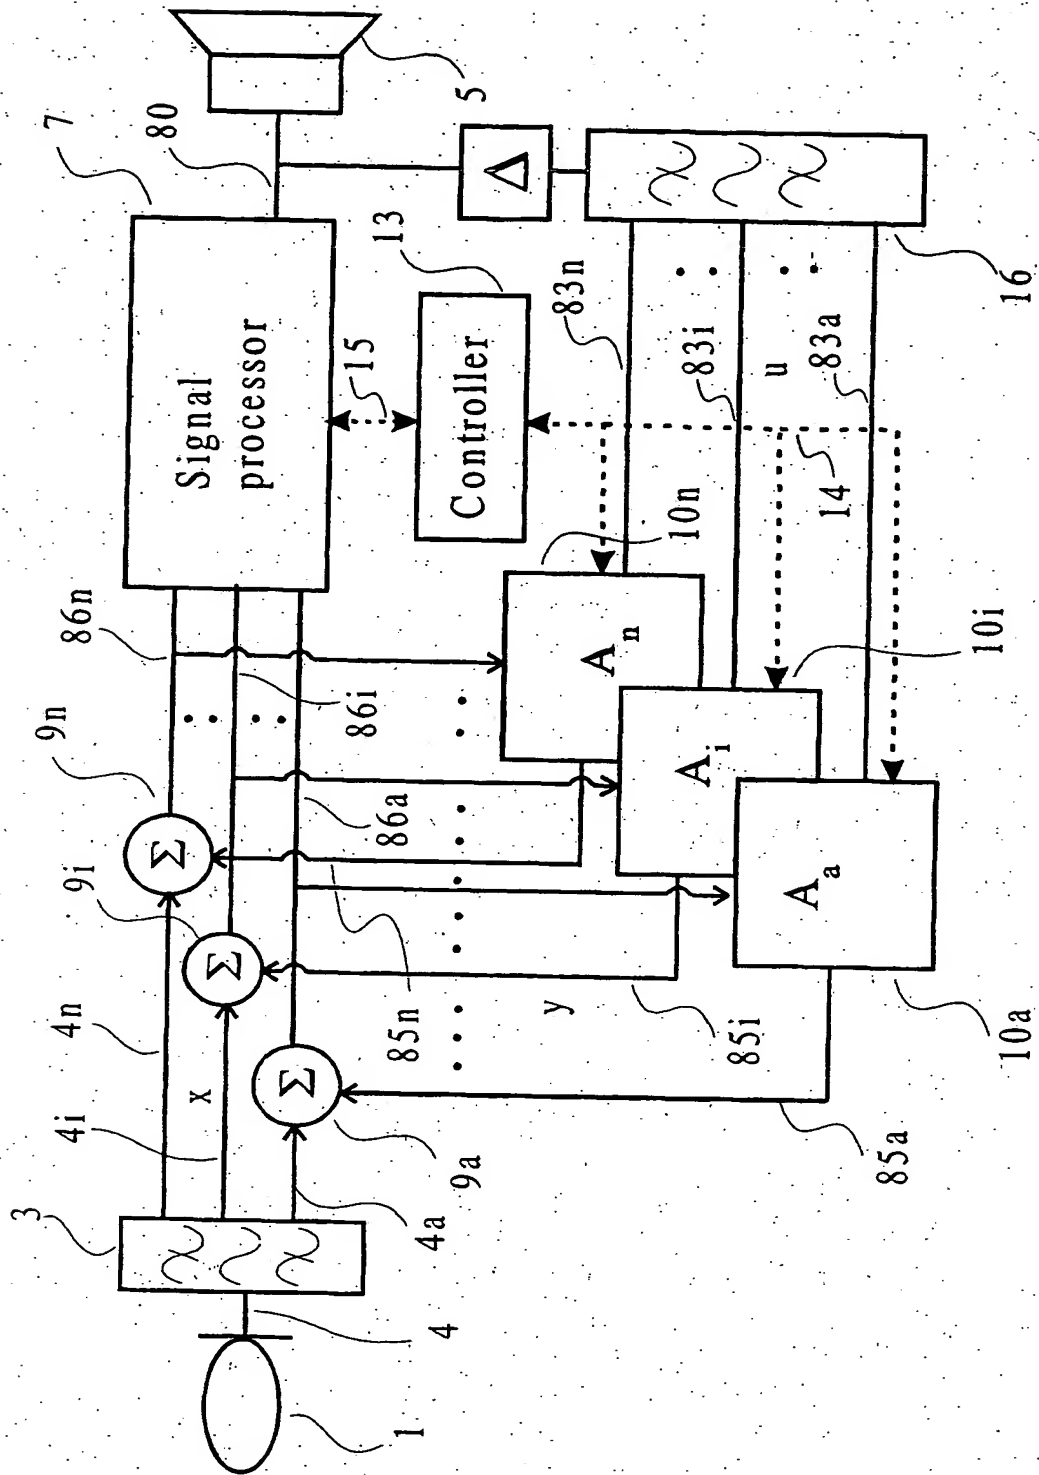 3
4n
9n
86n
7
4i
9i
80
x
Signal
processor
Σ
Σ
Σ
86i
15
13
5
4
4a
9a
86a
Controller
1
85n
83n
Δ
y
A n
10n
83i
85i
A i
u
14
83a
A a
10i
85a
10a
16